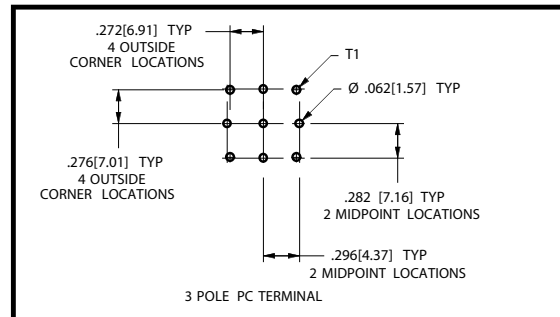 .272[6.91] TYP
4 OUTSIDE
CORNER LOCATIONS
T1
Ø .062[1.57] TYP
.276[7.01] TYP
4 OUTSIDE
CORNER LOCATIONS
.282 [7.16] TYP
2 MIDPOINT LOCATIONS
.296[4.37] TYP
2 MIDPOINT LOCATIONS
3 POLE PC TERMINAL